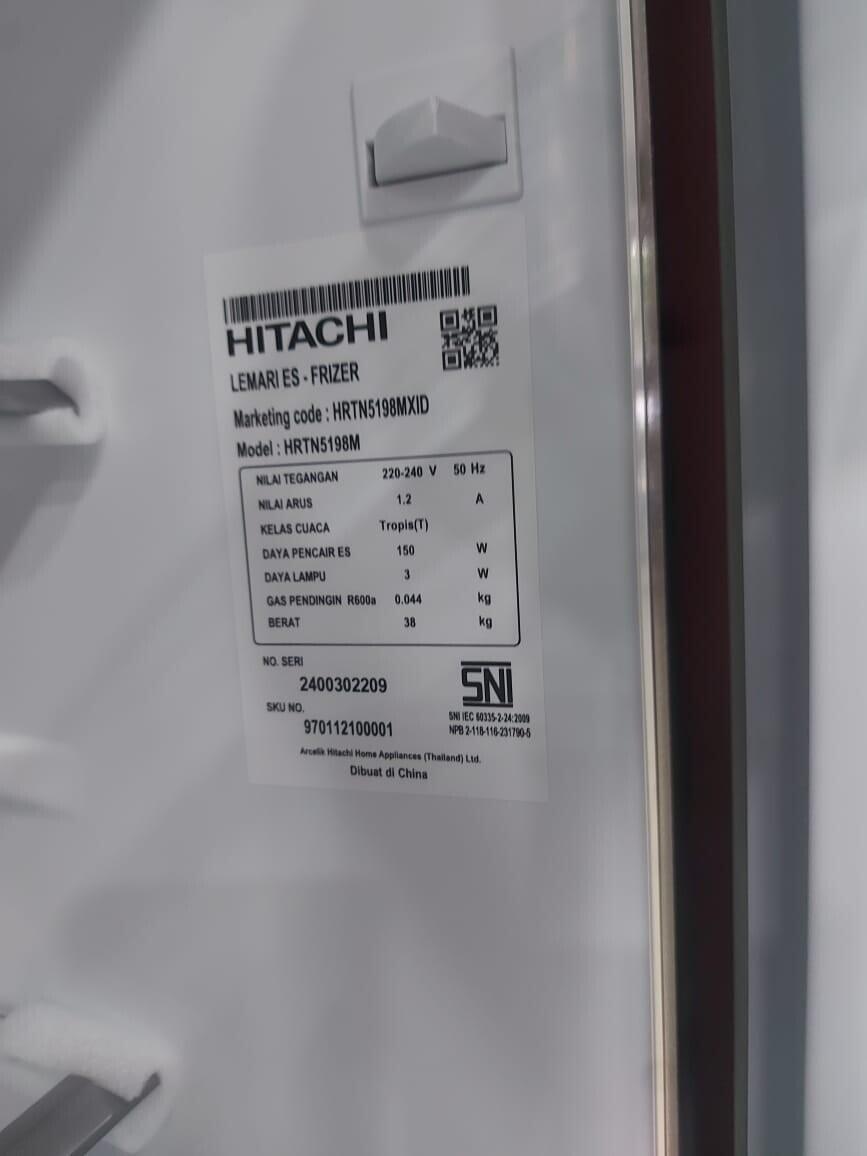 HITACHI
LEMARI ES - FRIZER
Marketing code : HRTN5198MXID
Model : HRTN5198M
NILAI TEGANGAN 220-240 V 50 Hz
NILAI ARUS 1.2 A
KELAS CUACA Tropis(T)
DAYA PENCAIR ES 150 W
DAYA LAMPU 3 W
GAS PENDINGIN R600a 0.044 kg
BERAT 38 kg
NO. SERI
2400302209
SKU NO.
970112100001
SNI
SNI IEC 60335-2-24:2009
NPB 2-118-116-231790-5
Arcelik Hitachi Home Appliances (Thailand) Ltd.
Dibuat di China